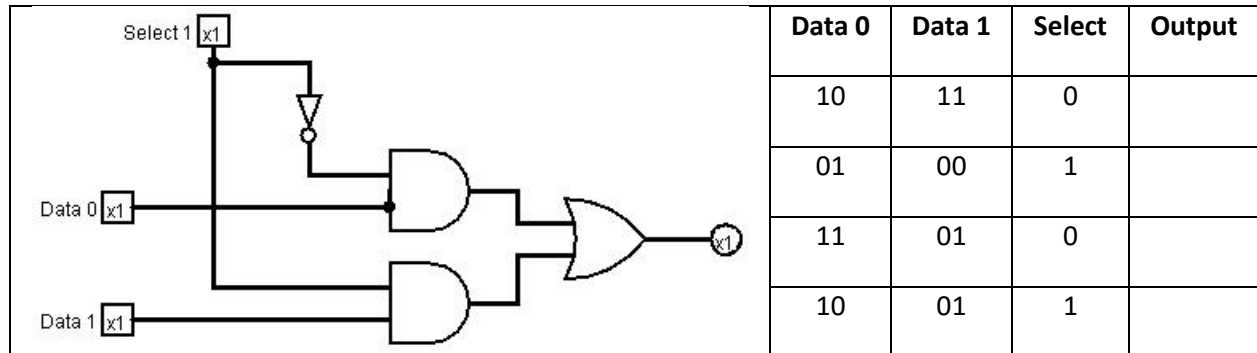 Select 1 x1
Data 0 x1
x1
Data 1 x1
Data 0 Data 1 Select Output
10 11 0
01 00 1
11 01 0
10 01 1